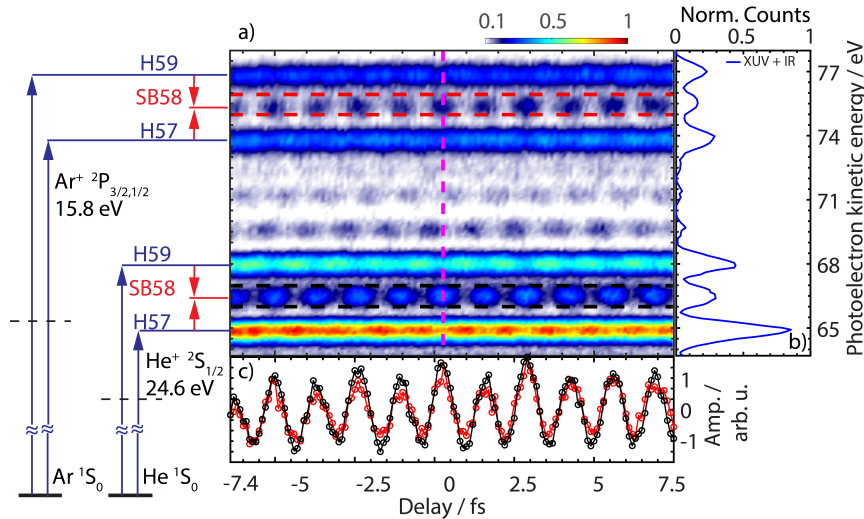 a)
0.1 0.5 1
Norm. Counts
0 0.5 1
XUV + IR
H59
SB58
H57
Ar⁺ ²P₃/₂,₁/₂
15.8 eV
H59
SB58
H57
He⁺ ²S₁/₂
24.6 eV
77
74
71
68
65
Photoelectron kinetic energy / eV
b)
c)
1
0
-1
Amp. /
arb. u.
Ar ¹S₀ He ¹S₀
-7.4 -5 -2.5 0 2.5 5 7.5
Delay / fs